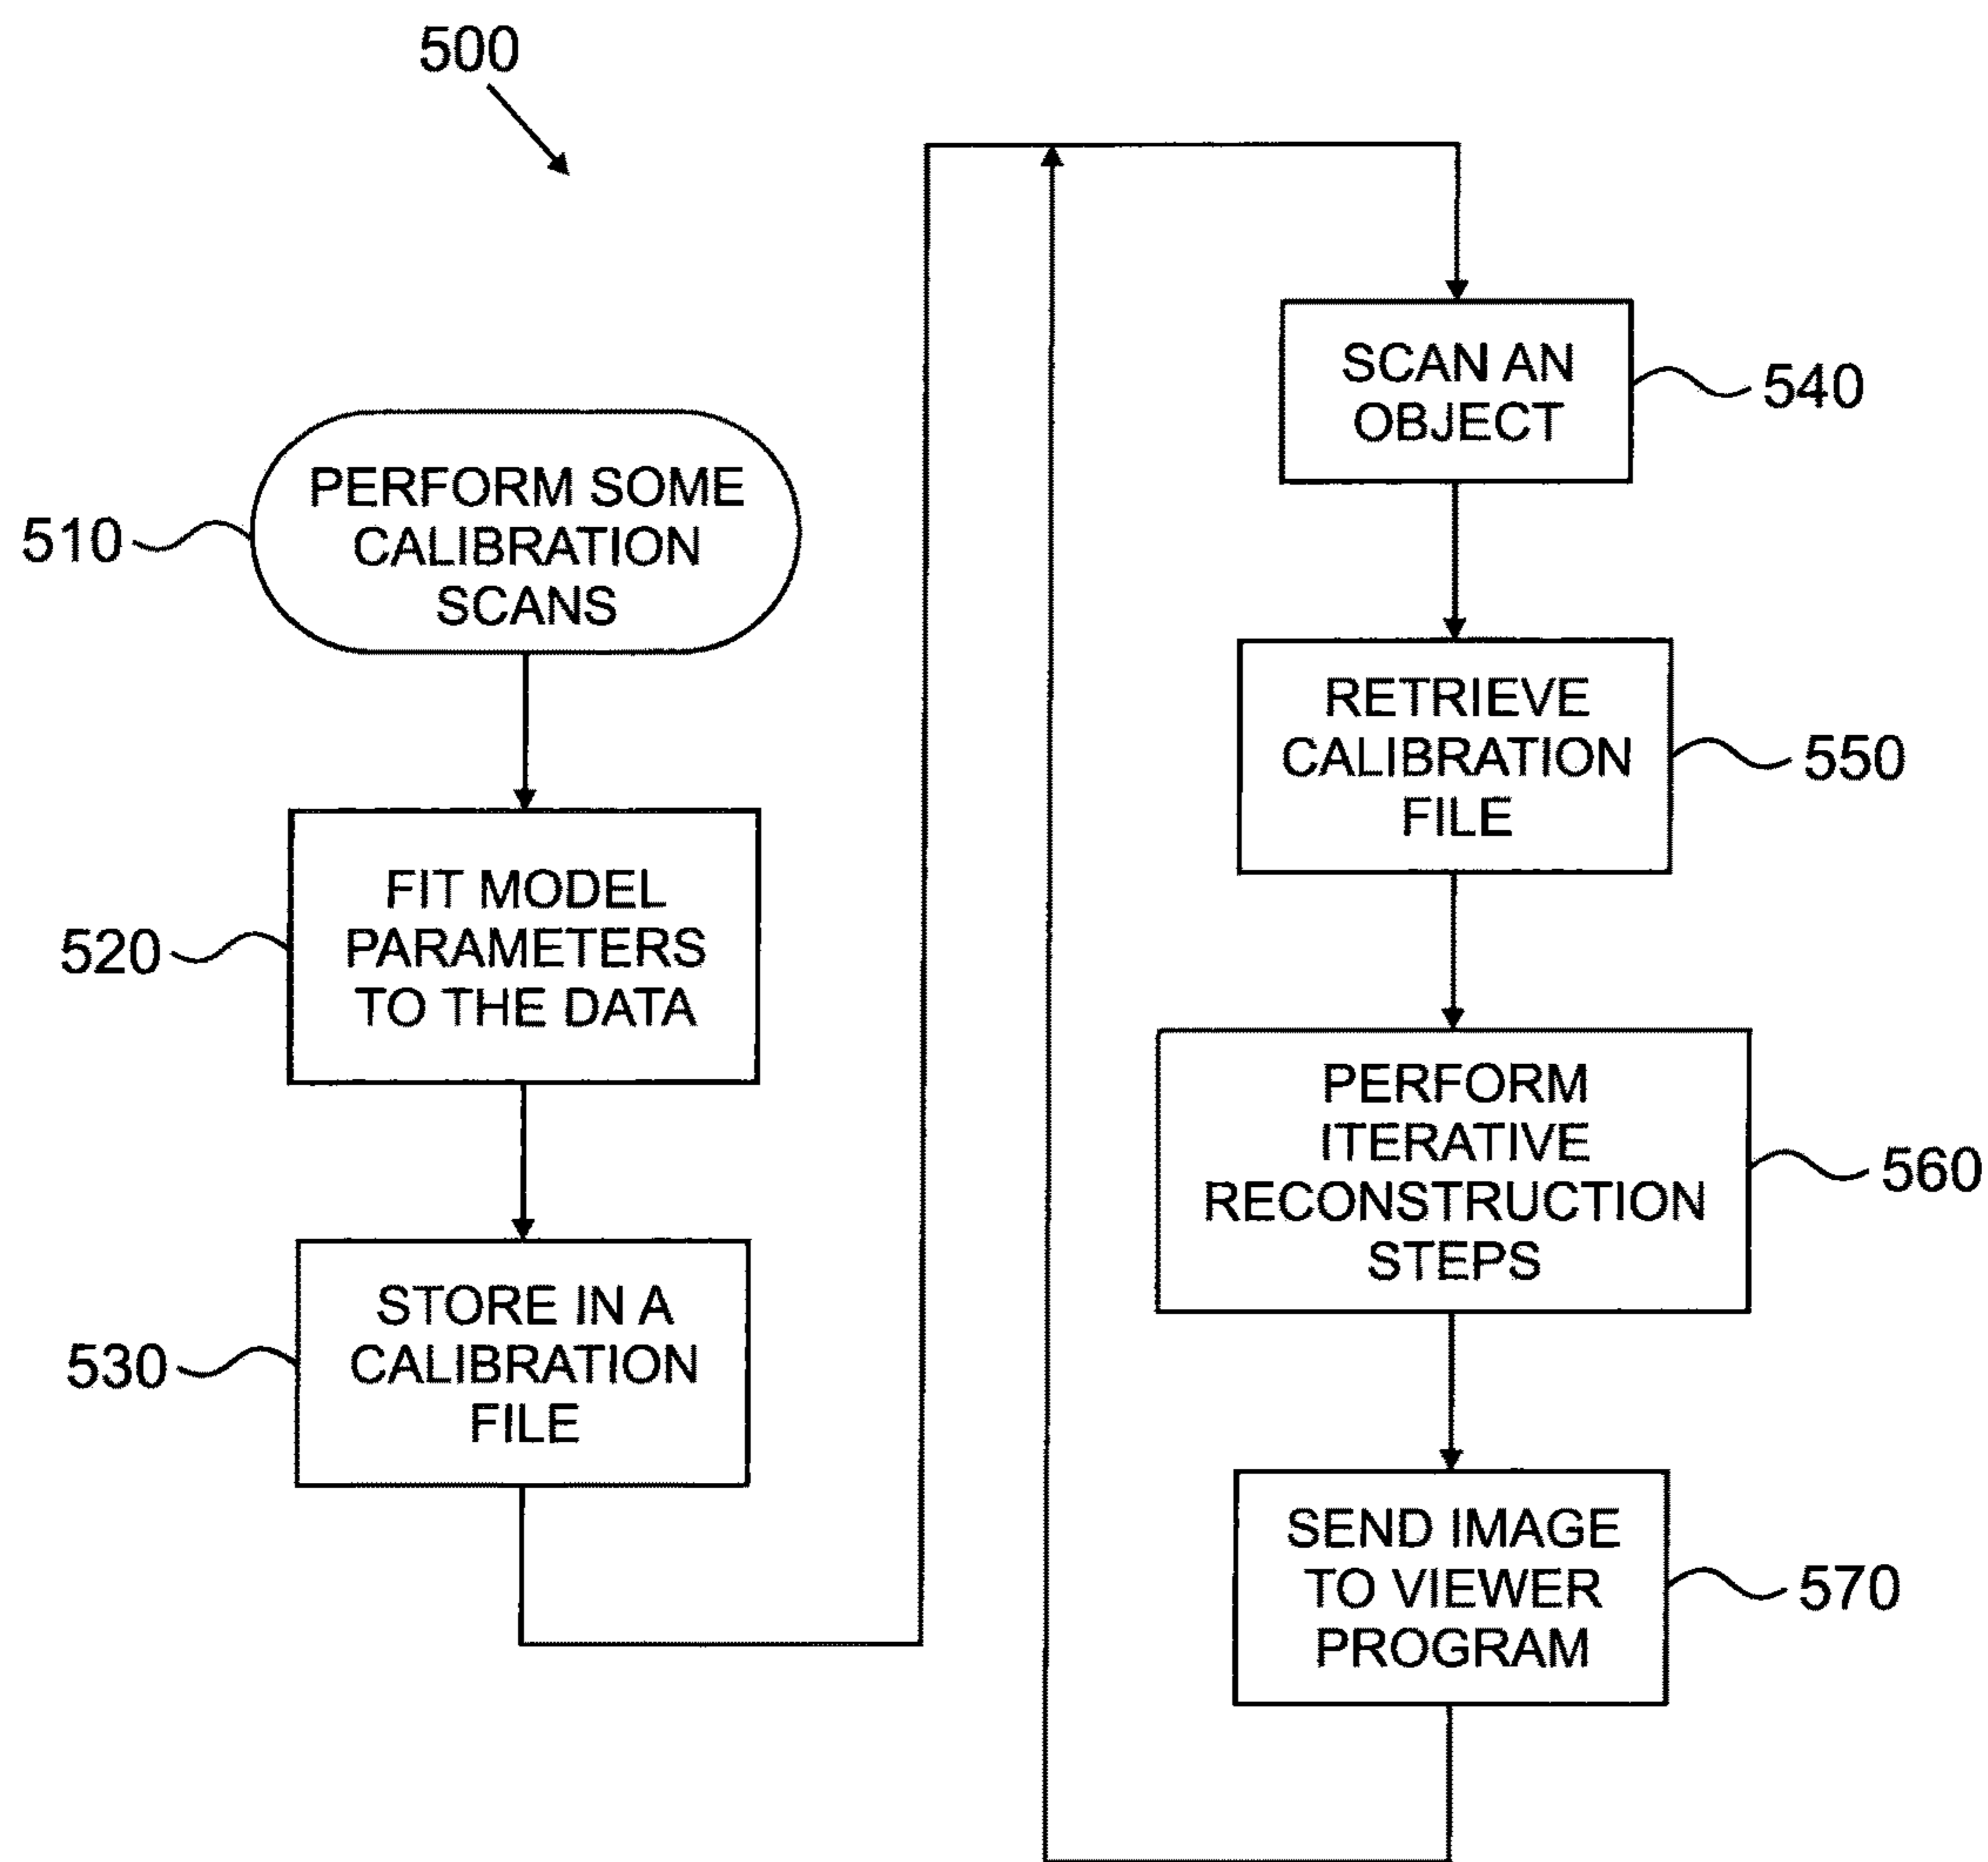 500
PERFORM SOME
CALIBRATION
SCANS
510
FIT MODEL
PARAMETERS
TO THE DATA
520
STORE IN A
CALIBRATION
FILE
530
SCAN AN
OBJECT
540
RETRIEVE
CALIBRATION
FILE
550
PERFORM
ITERATIVE
RECONSTRUCTION
STEPS
560
SEND IMAGE
TO VIEWER
PROGRAM
570